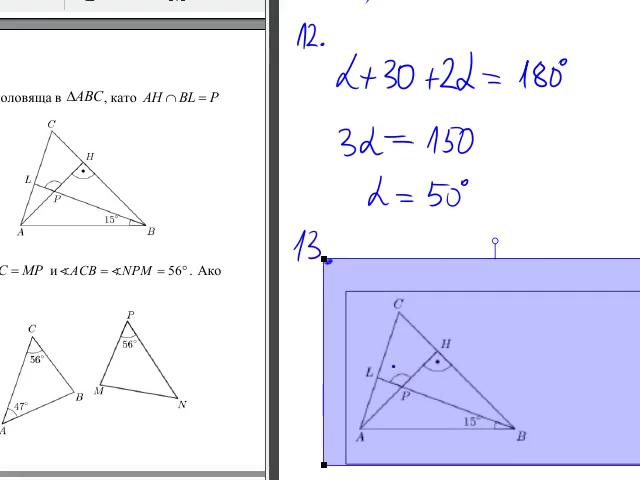 12.
α+30+2α=180°
3α=150
α=50°
13.
ловяща в ΔABC, като AH ∩ BL = P
C
H
L
P
15°
A
B
C = MP и ∢ACB = ∢NPM = 56°. Ако
C
56°
B
47°
A
P
56°
M
N
C
H
L
P
15°
A
B